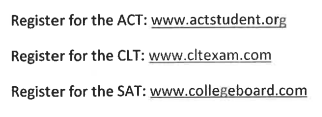 Register for the ACT: www.actstudent.org
Register for the CLT: www.cltexam.com
Register for the SAT: www.collegeboard.com